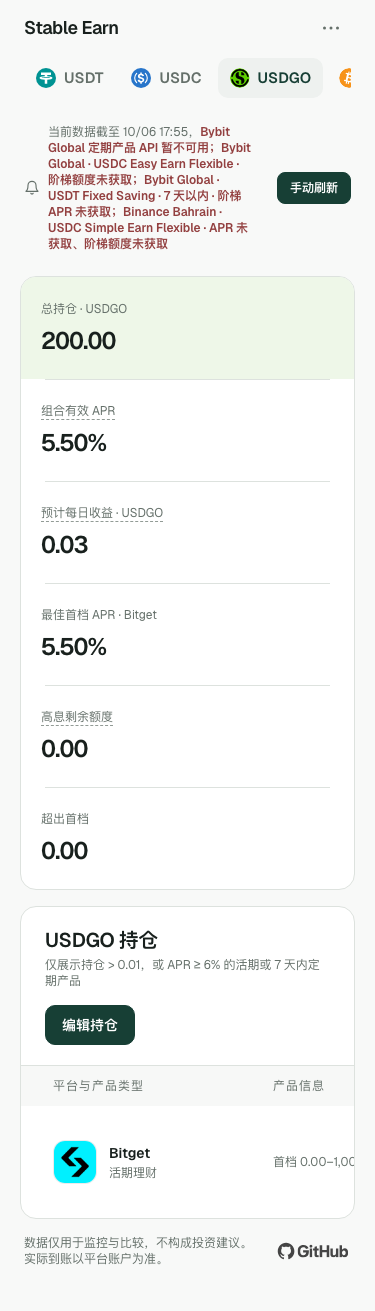 Stable Earn
USDT USDC USDGO
当前数据截至 10/06 17:55，Bybit
Global 定期产品 API 暂不可用；Bybit
Global · USDC Easy Earn Flexible ·
阶梯额度未获取；Bybit Global ·
USDT Fixed Saving · 7 天以内 · 阶梯
APR 未获取；Binance Bahrain ·
USDC Simple Earn Flexible · APR 未
获取、阶梯额度未获取
手动刷新
总持仓 · USDGO
200.00
组合有效 APR
5.50%
预计每日收益 · USDGO
0.03
最佳首档 APR · Bitget
5.50%
高息剩余额度
0.00
超出首档
0.00
USDGO 持仓
仅展示持仓 > 0.01，或 APR ≥ 6% 的活期或 7 天内定
期产品
编辑持仓
平台与产品类型 产品信息
Bitget
活期理财
首档 0.00–1,00
数据仅用于监控与比较，不构成投资建议。
实际到账以平台账户为准。
GitHub